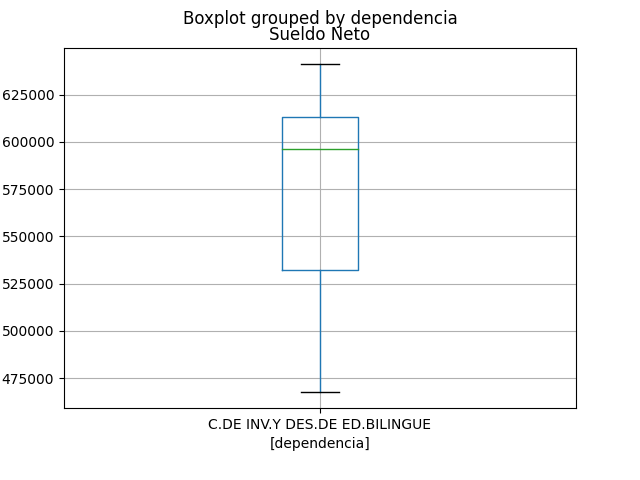 Boxplot grouped by dependencia
Sueldo Neto
625000
600000
575000
550000
525000
500000
475000
C.DE INV.Y DES.DE ED.BILINGUE
[dependencia]